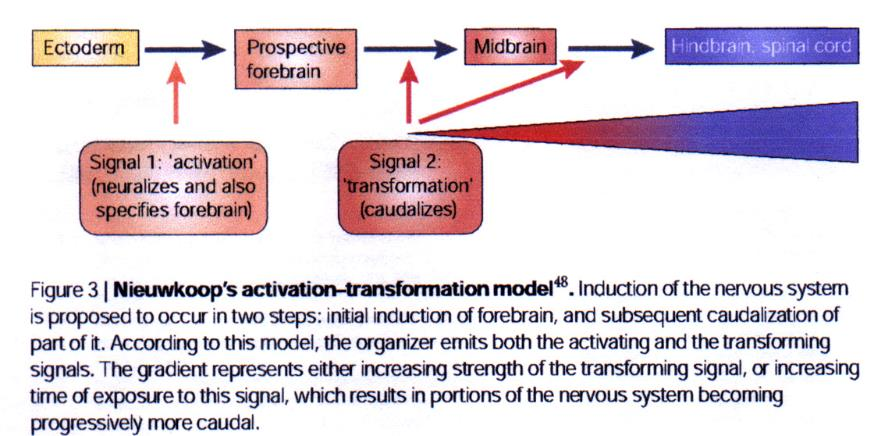 Ectoderm
Prospective
forebrain
Midbrain
Hindbrain, spinal cord
Signal 1: 'activation'
(neuralizes and also
specifies forebrain)
Signal 2:
'transformation'
(caudalizes)
Figure 3 | Nieuwkoop's activation–transformation model⁴⁸. Induction of the nervous system
is proposed to occur in two steps: initial induction of forebrain, and subsequent caudalization of
part of it. According to this model, the organizer emits both the activating and the transforming
signals. The gradient represents either increasing strength of the transforming signal, or increasing
time of exposure to this signal, which results in portions of the nervous system becoming
progressively more caudal.